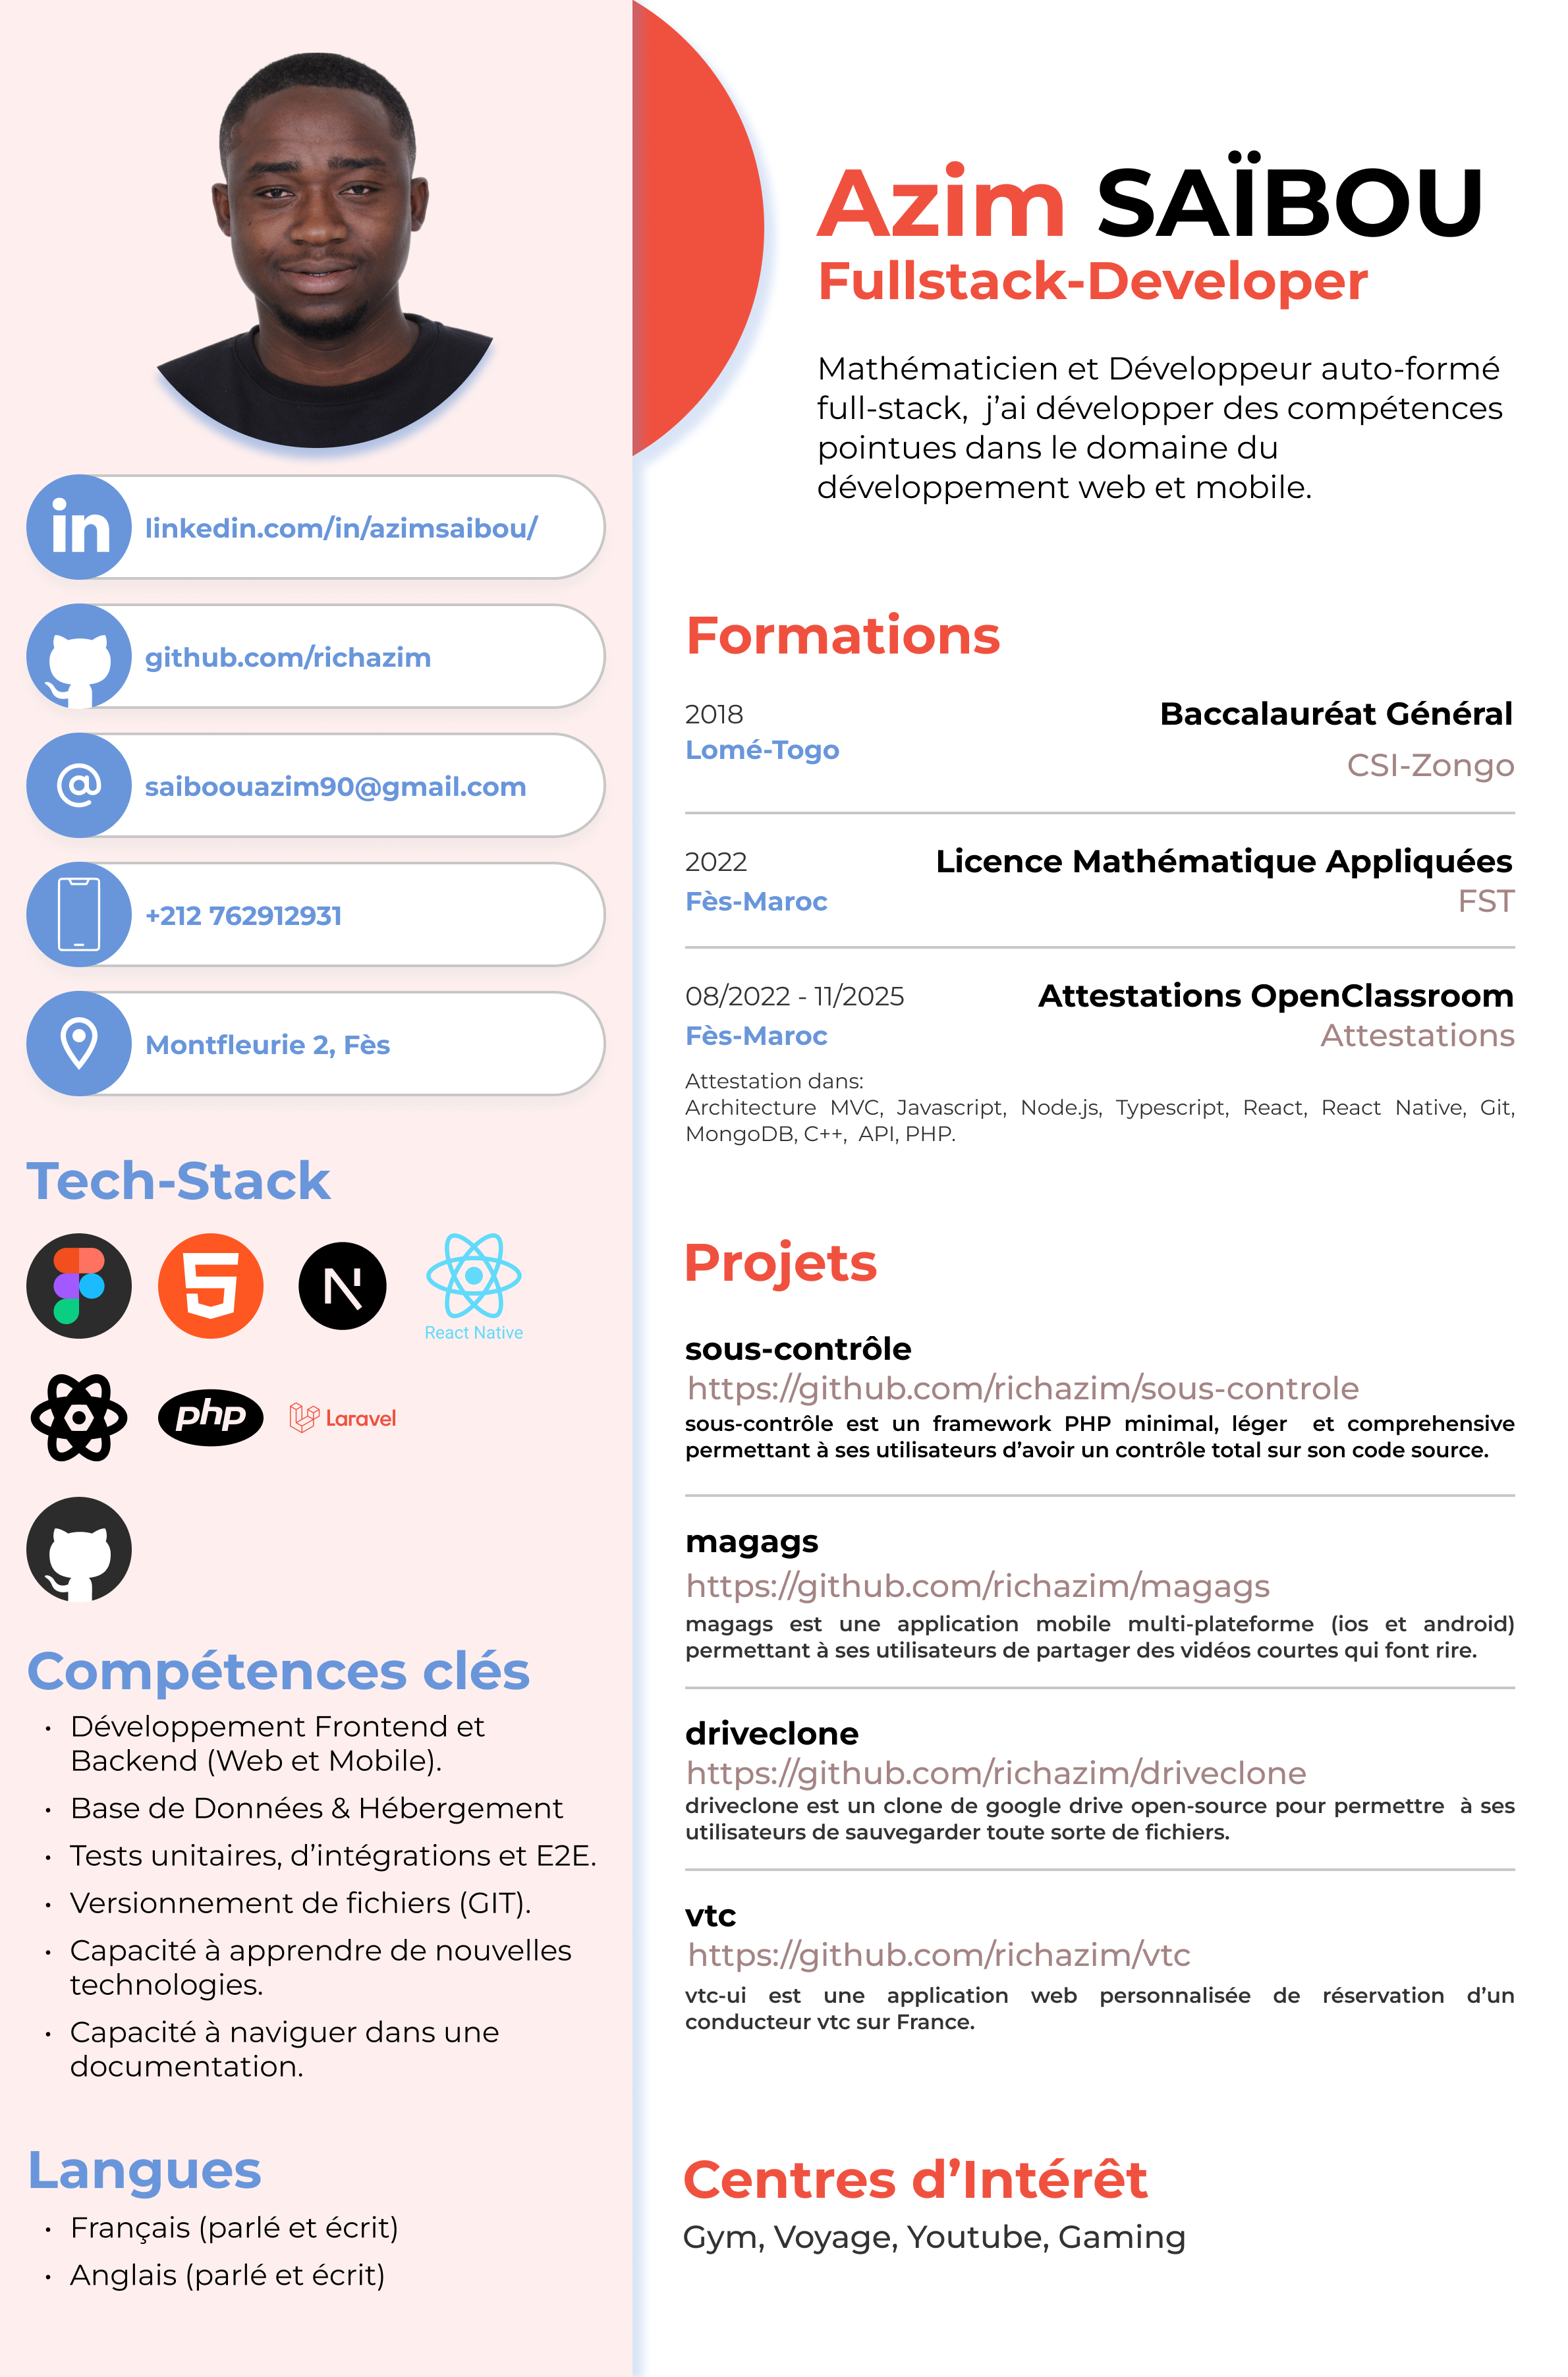 Azim SAÏBOU
Fullstack-Developer
Mathématicien et Développeur auto-formé
full-stack,  j’ai développer des compétences
pointues dans le domaine du
développement web et mobile.
in
linkedin.com/in/azimsaibou/
github.com/richazim
@
saiboouazim90@gmail.com
+212 762912931
Montfleurie 2, Fès
Tech-Stack
5
N
React Native
php
Laravel
Compétences clés
• Développement Frontend et
Backend (Web et Mobile).
• Base de Données & Hébergement
• Tests unitaires, d’intégrations et E2E.
• Versionnement de fichiers (GIT).
• Capacité à apprendre de nouvelles
technologies.
• Capacité à naviguer dans une
documentation.
Langues
• Français (parlé et écrit)
• Anglais (parlé et écrit)
Formations
2018
Baccalauréat Général
Lomé-Togo
CSI-Zongo
2022
Licence Mathématique Appliquées
Fès-Maroc
FST
08/2022 - 11/2025
Attestations OpenClassroom
Fès-Maroc
Attestations
Attestation dans:
Architecture MVC, Javascript, Node.js, Typescript, React, React Native, Git,
MongoDB, C++,  API, PHP.
Projets
sous-contrôle
https://github.com/richazim/sous-controle
sous-contrôle est un framework PHP minimal, léger  et comprehensive
permettant à ses utilisateurs d’avoir un contrôle total sur son code source.
magags
https://github.com/richazim/magags
magags est une application mobile multi-plateforme (ios et android)
permettant à ses utilisateurs de partager des vidéos courtes qui font rire.
driveclone
https://github.com/richazim/driveclone
driveclone est un clone de google drive open-source pour permettre  à ses
utilisateurs de sauvegarder toute sorte de fichiers.
vtc
https://github.com/richazim/vtc
vtc-ui est une application web personnalisée de réservation d’un
conducteur vtc sur France.
Centres d’Intérêt
Gym, Voyage, Youtube, Gaming